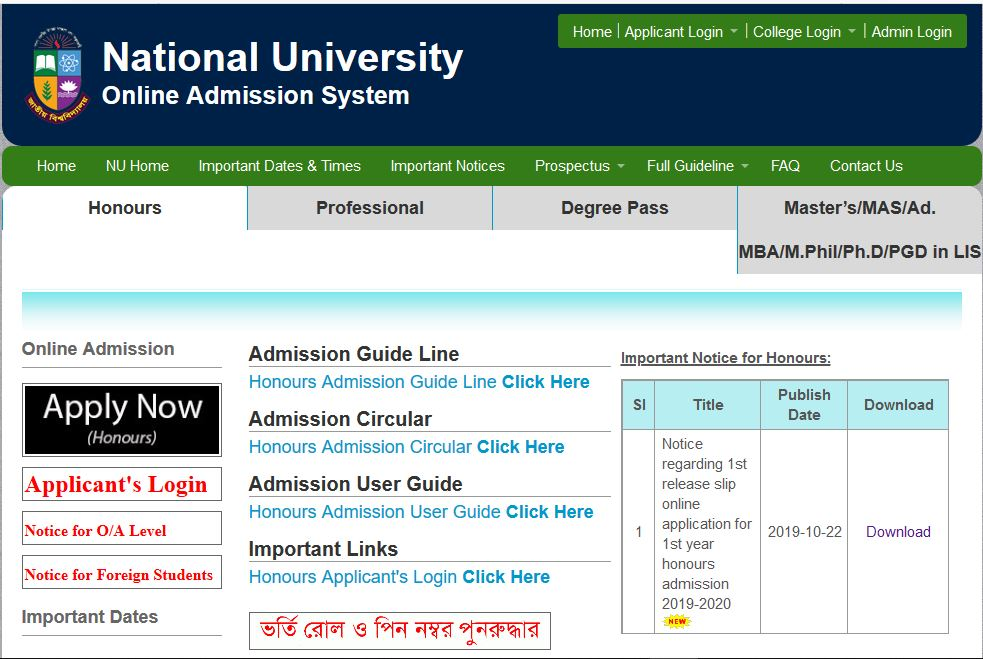 জাতীয় বিশ্ববিদ্যালয়
National University
Online Admission System
Home | Applicant Login | College Login | Admin Login
Home NU Home Important Dates & Times Important Notices Prospectus Full Guideline FAQ Contact Us
Honours Professional Degree Pass Master's/MAS/Ad.
MBA/M.Phil/Ph.D/PGD in LIS
Online Admission
Apply Now
(Honours)
Applicant's Login
Notice for O/A Level
Notice for Foreign Students
Important Dates
Admission Guide Line
Honours Admission Guide Line Click Here
Admission Circular
Honours Admission Circular Click Here
Admission User Guide
Honours Admission User Guide Click Here
Important Links
Honours Applicant's Login Click Here
ভর্তি রোল ও পিন নম্বর পুনরুদ্ধার
Important Notice for Honours:
Sl Title Publish Date Download
1
Notice
regarding 1st
release slip
online
application for
1st year
honours
admission
2019-2020
NEW
2019-10-22
Download